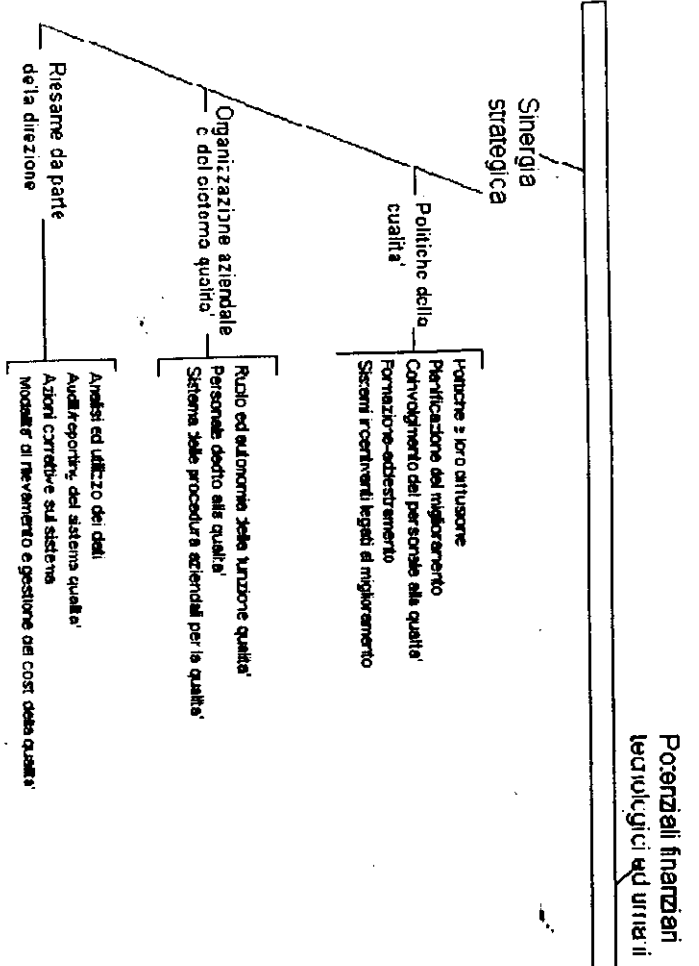 Potenziali finanziari
tecnologici ed umani
Sinergia
strategica
Politiche della
qualita'
Politiche e loro diffusione
Pianificazione del miglioramento
Coinvolgimento del personale alla qualita'
Formazione-addestramento
Sistemi incentivanti legati al miglioramento
Organizzazione aziendale
e del sistema qualita'
Ruolo ed autonomia della funzione qualita'
Personale dedito alla qualita'
Sistema delle procedura aziendali per la qualita'
Riesame da parte
della direzione
Analisi ed utilizzo dei dati
Audit/reporting del sistema qualita'
Azioni correttive sul sistema
Modalita' di rilevamento e gestione dei costi della qualita'